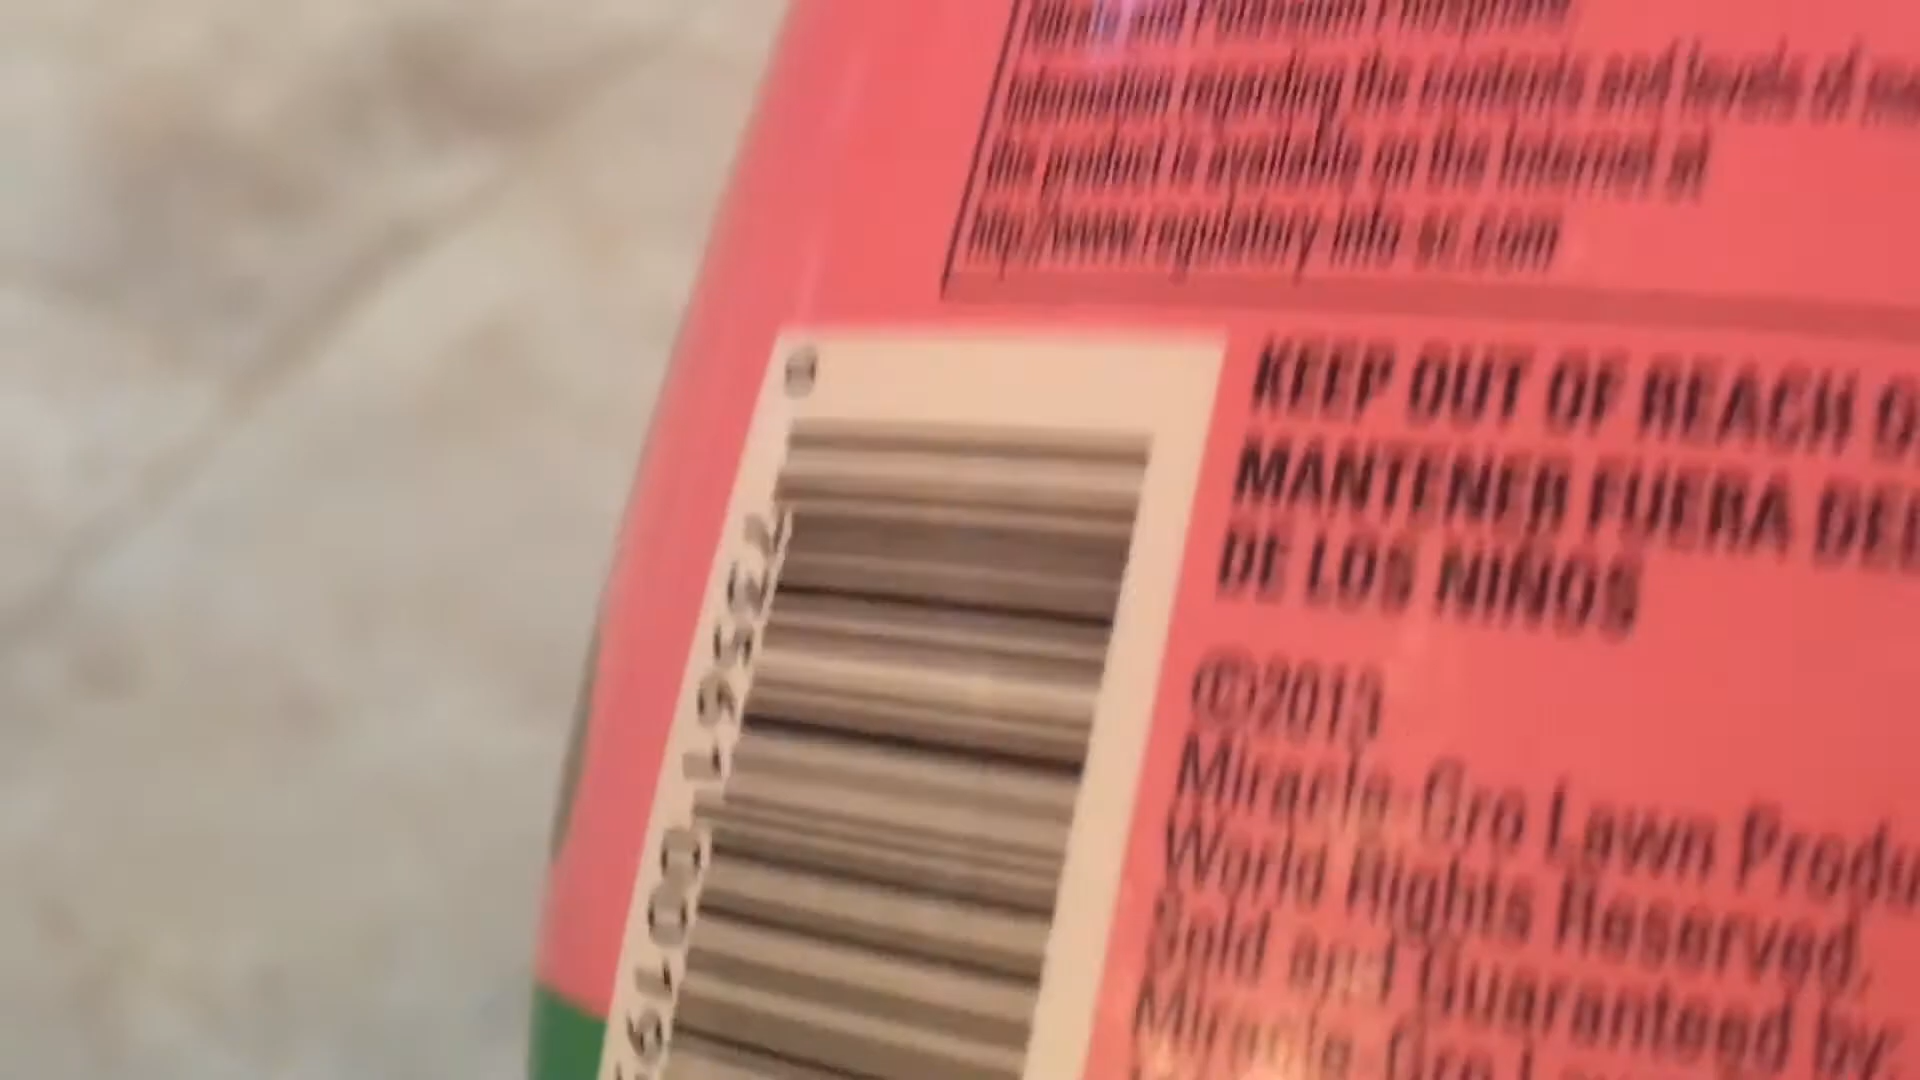 Nitrate and Potassium Phosphate
Information regarding the contents and levels of
this product is available on the Internet at
http://www.regulatory-info-sc.com
KEEP OUT OF REACH
MANTENER FUERA DEL
DE LOS NIÑOS
©2013
Miracle-Gro Lawn Produ
World Rights Reserved.
Sold and Guaranteed by:
Miracle-Gro